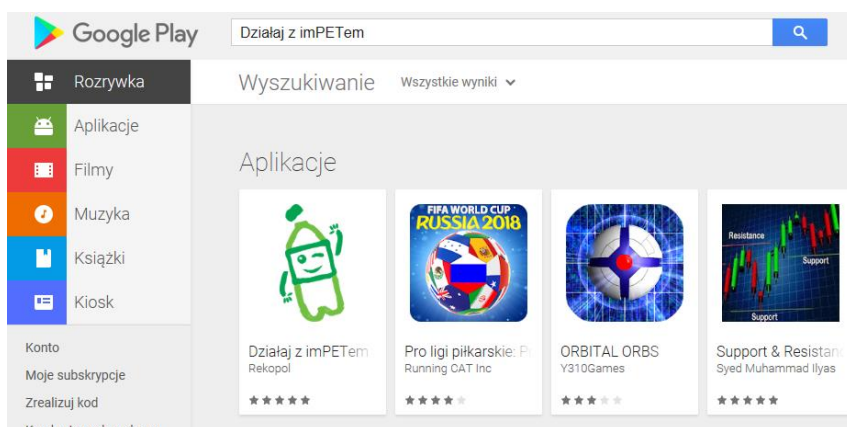 Google Play
Działaj z imPETem
Rozrywka
Wyszukiwanie
Wszystkie wyniki
Aplikacje
Filmy
Muzyka
Książki
Kiosk
Konto
Moje subskrypcje
Zrealizuj kod
Aplikacje
FIFA WORLD CUP
RUSSIA 2018
Resistance
Support
Support
Działaj z imPETem
Rekopol
Pro ligi piłkarskie:
Running CAT Inc
ORBITAL ORBS
Y310Games
Support & Resistan
Syed Muhammad Ilyas